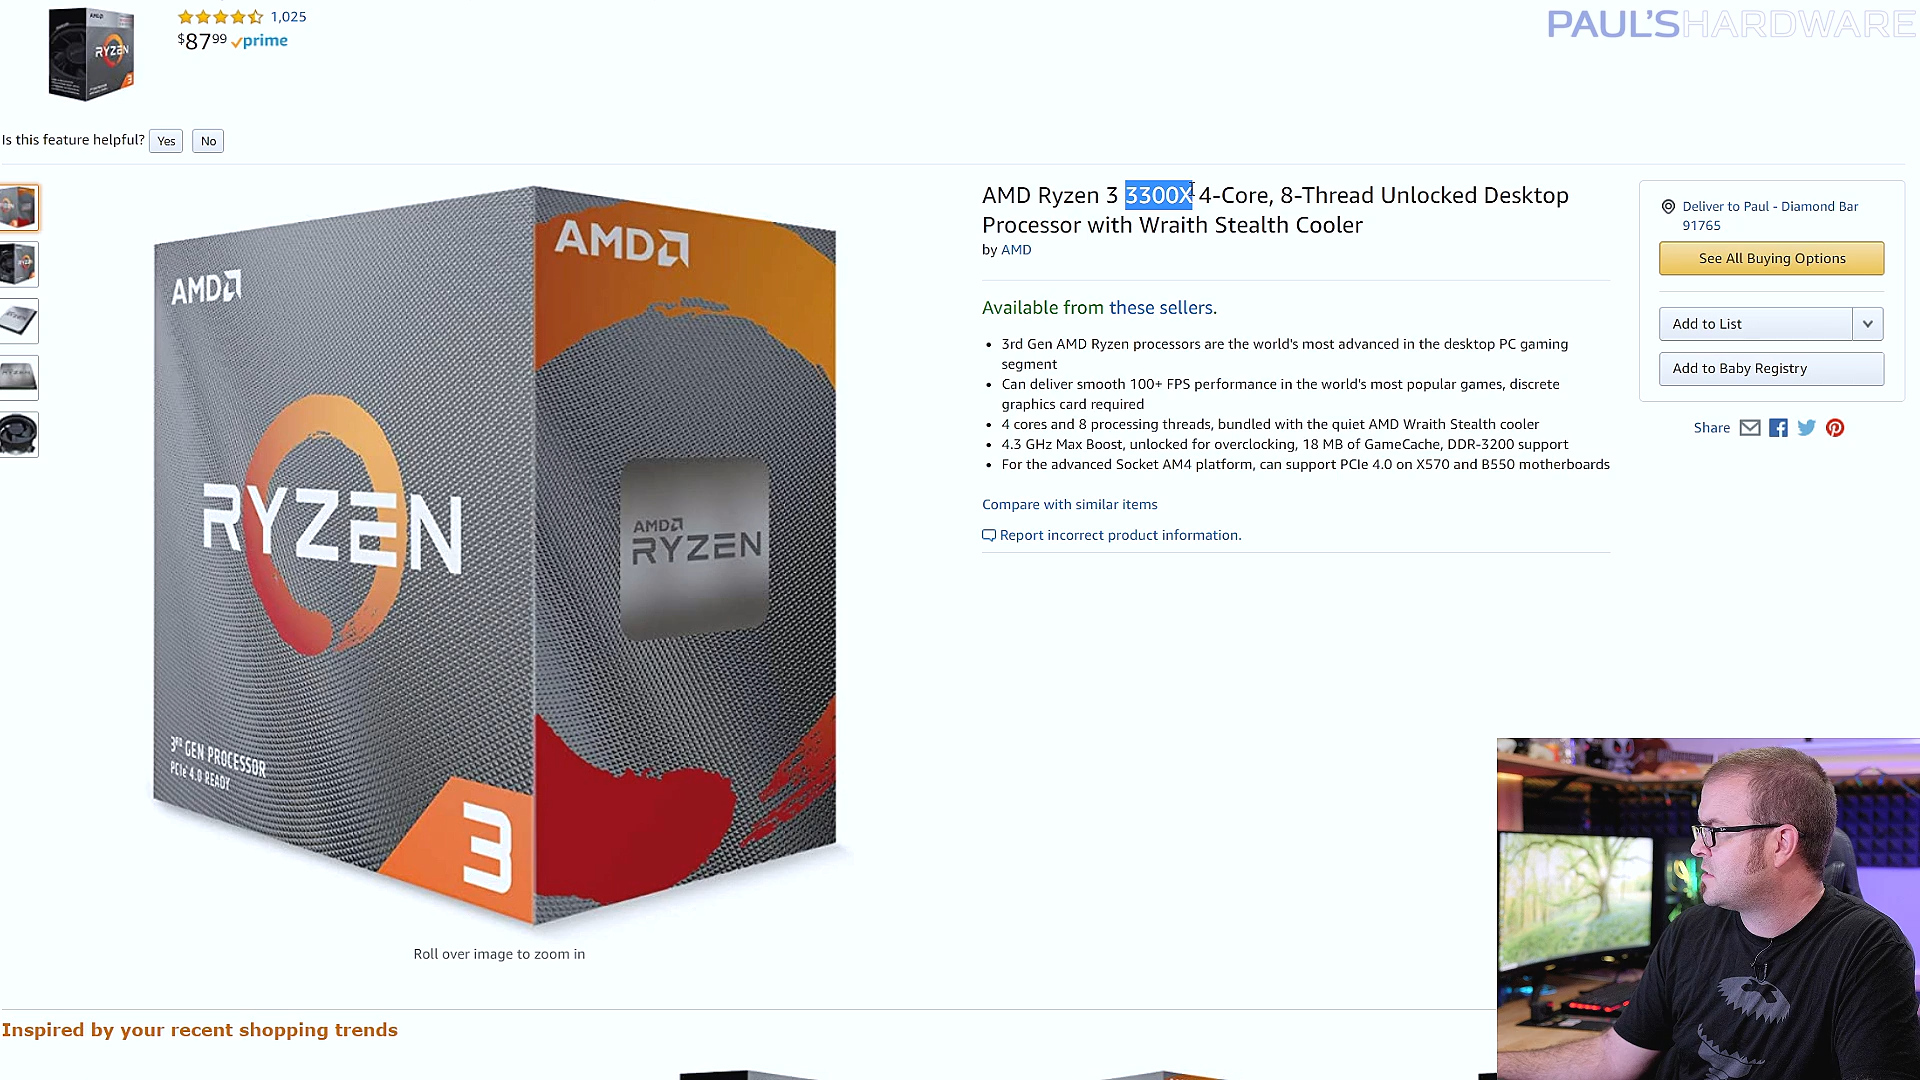 1,025
$87 99 prime
PAUL'SHARDWARE
AMD
RYZEN
3
Is this feature helpful? Yes No
AMD Ryzen 3 3300X 4-Core, 8-Thread Unlocked Desktop
Processor with Wraith Stealth Cooler
by AMD
Available from these sellers.
• 3rd Gen AMD Ryzen processors are the world's most advanced in the desktop PC gaming
segment
• Can deliver smooth 100+ FPS performance in the world's most popular games, discrete
graphics card required
• 4 cores and 8 processing threads, bundled with the quiet AMD Wraith Stealth cooler
• 4.3 GHz Max Boost, unlocked for overclocking, 18 MB of GameCache, DDR-3200 support
• For the advanced Socket AM4 platform, can support PCIe 4.0 on X570 and B550 motherboards
Compare with similar items
Report incorrect product information.
Deliver to Paul - Diamond Bar
91765
See All Buying Options
Add to List
Add to Baby Registry
Share
AMD
AMD
RYZEN
AMD
RYZEN
3RD GEN PROCESSOR
PCIe 4.0 READY
3
Roll over image to zoom in
Inspired by your recent shopping trends